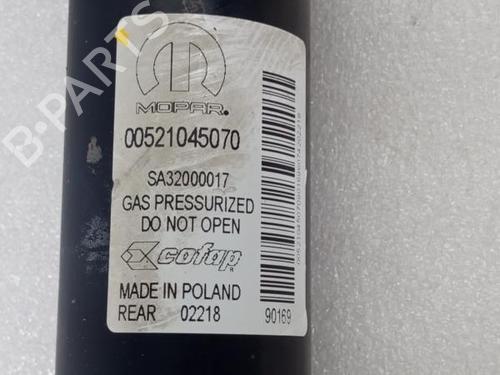 B-PARTS
MOPAR.
00521045070
SA32000017
GAS PRESSURIZED
DO NOT OPEN
cofap
MADE IN POLAND
REAR 02218
90169